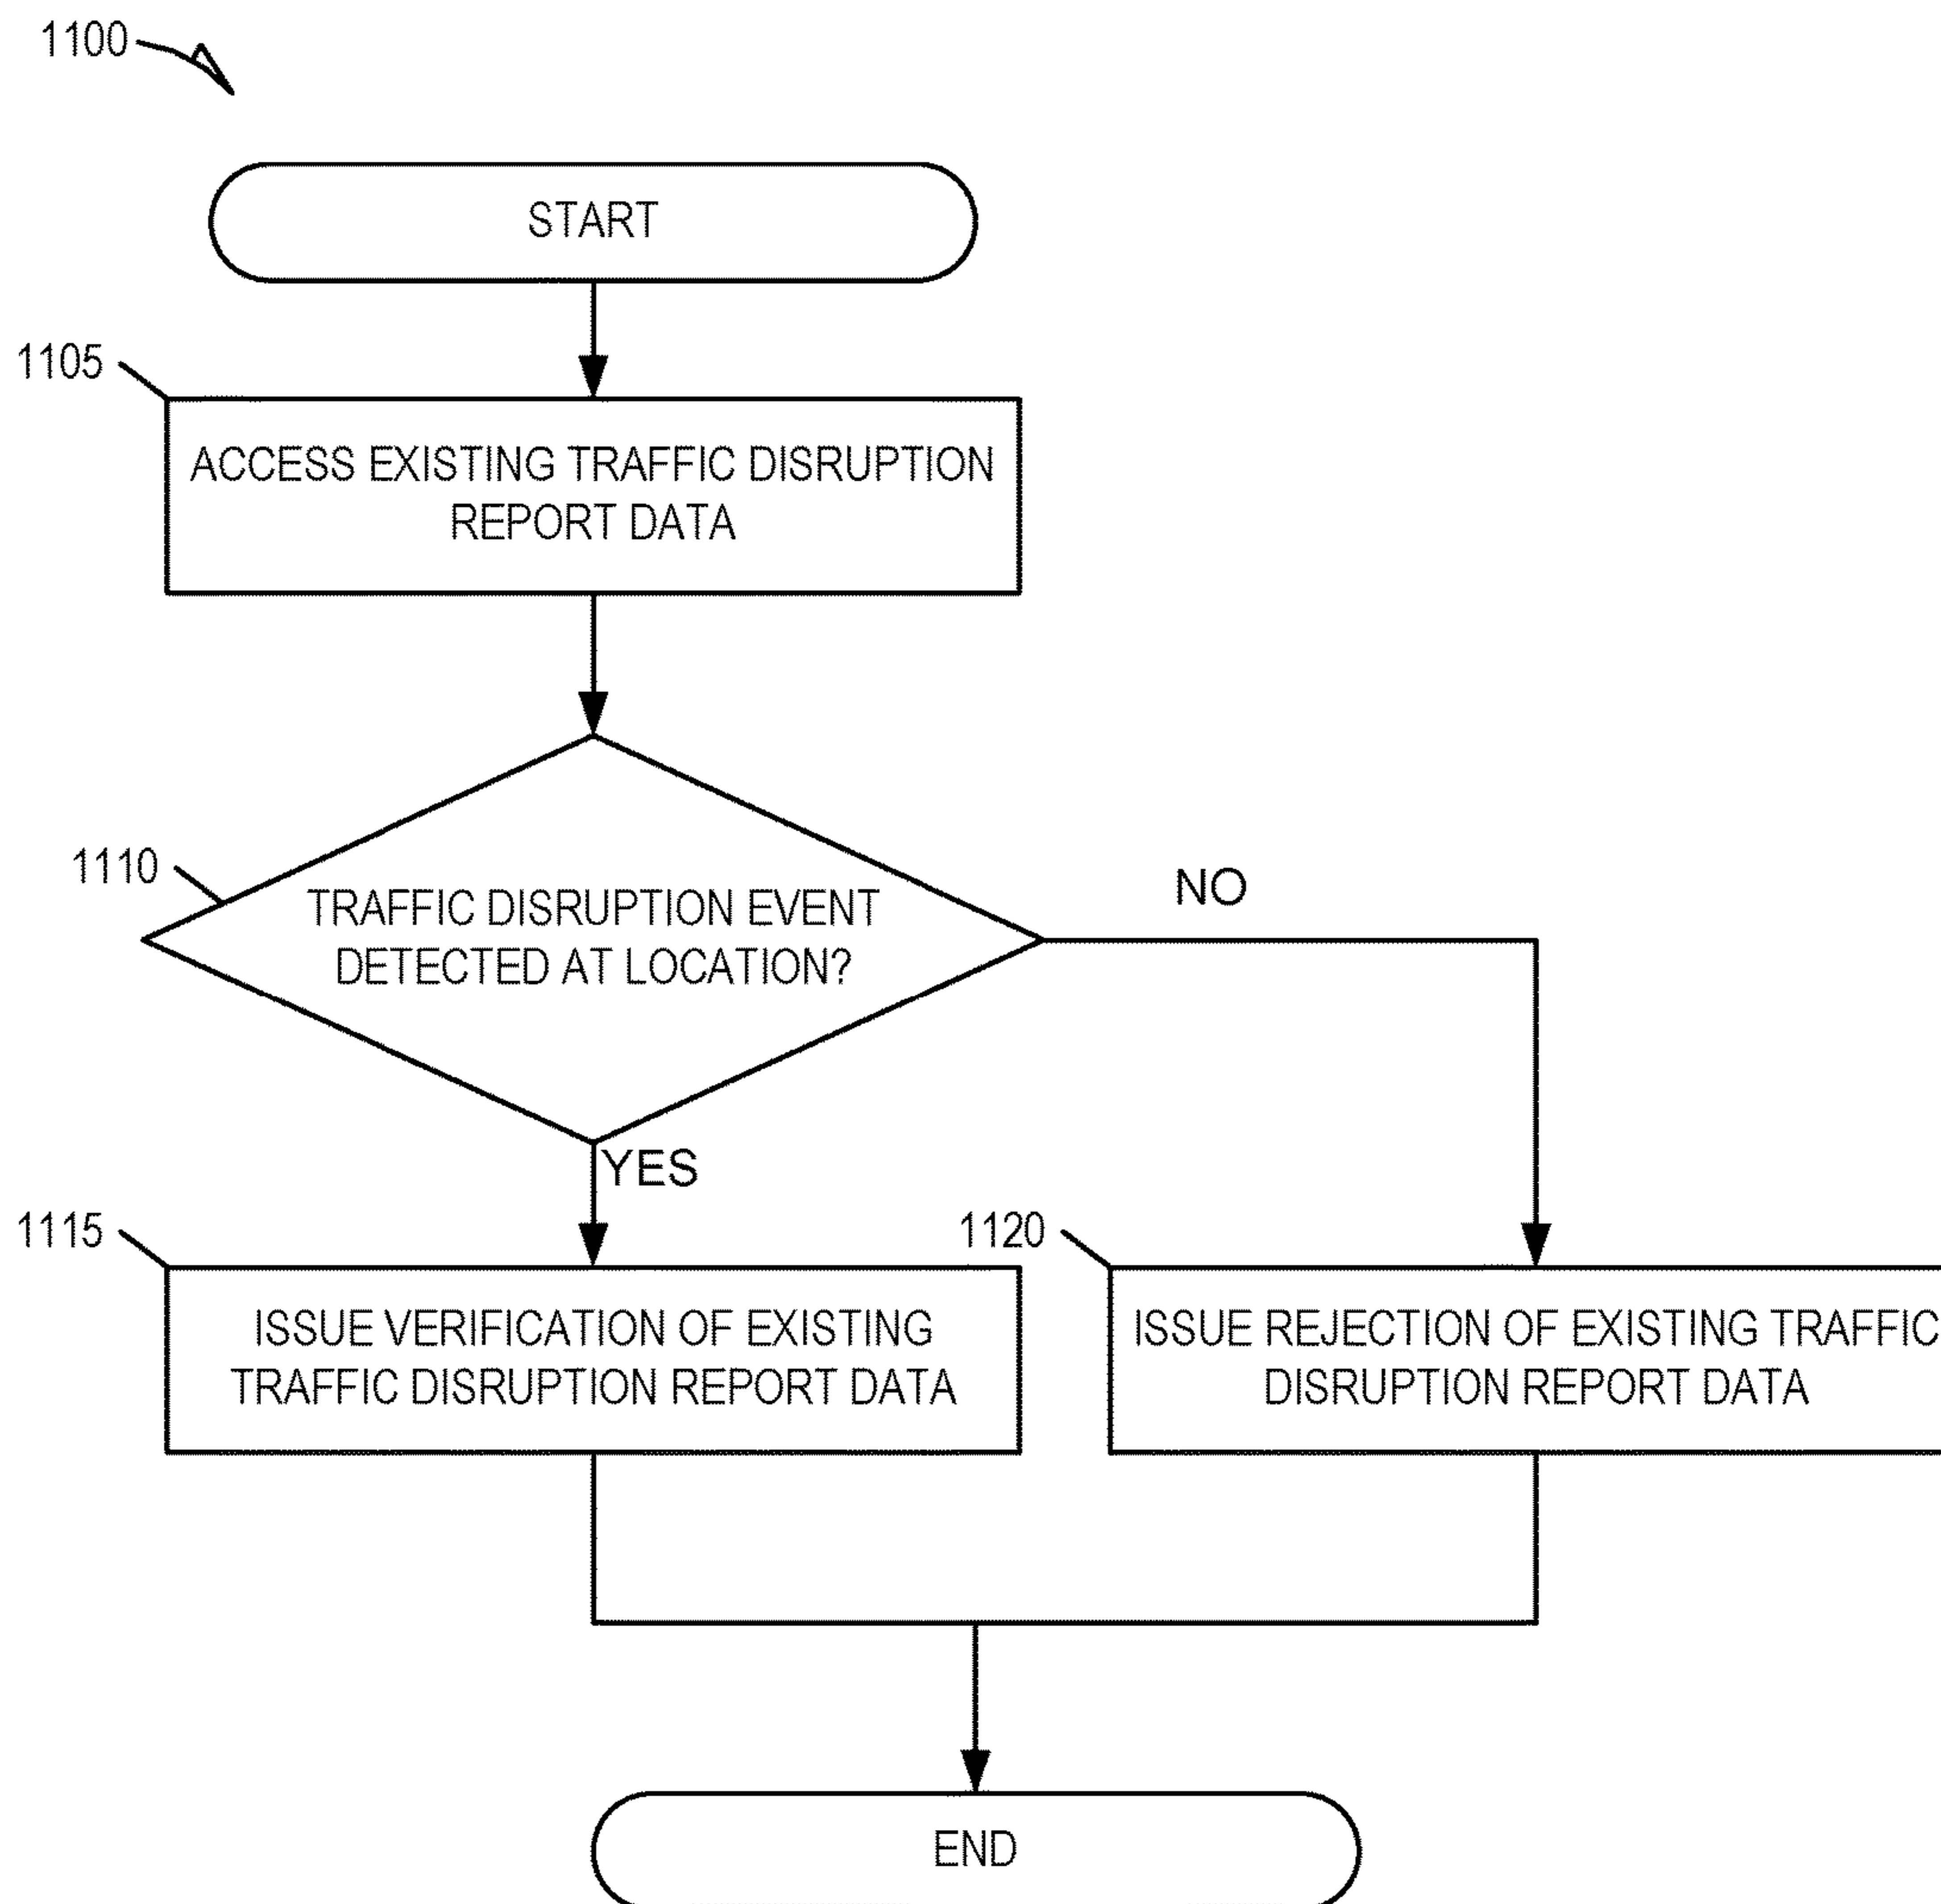 1100
START
1105
ACCESS EXISTING TRAFFIC DISRUPTION
REPORT DATA
1110
TRAFFIC DISRUPTION EVENT
DETECTED AT LOCATION?
NO
YES
1115
ISSUE VERIFICATION OF EXISTING
TRAFFIC DISRUPTION REPORT DATA
1120
ISSUE REJECTION OF EXISTING TRAFFIC
DISRUPTION REPORT DATA
END